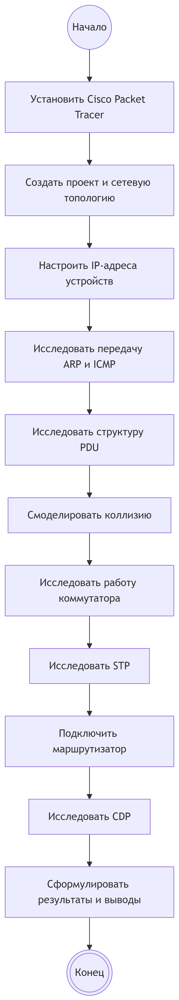 Начало
Установить Cisco Packet
Tracer
Создать проект и сетевую
топологию
Настроить IP-адреса
устройств
Исследовать передачу
ARP и ICMP
Исследовать структуру
PDU
Смоделировать коллизию
Исследовать работу
коммутатора
Исследовать STP
Подключить
маршрутизатор
Исследовать CDP
Сформулировать
результаты и выводы
Конец